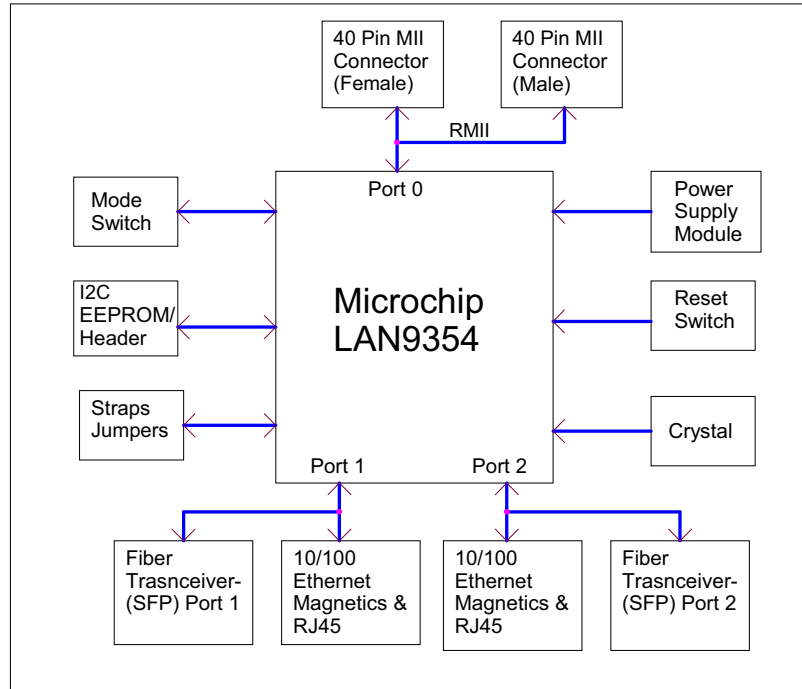 40 Pin MII
Connector
(Female)
40 Pin MII
Connector
(Male)
RMII
Port 0
Mode
Switch
Power
Supply
Module
I2C
EEPROM/
Header
Microchip
LAN9354
Reset
Switch
Straps
Jumpers
Crystal
Port 1
Port 2
Fiber
Trasnceiver-
(SFP) Port 1
10/100
Ethernet
Magnetics &
RJ45
10/100
Ethernet
Magnetics &
RJ45
Fiber
Trasnceiver-
(SFP) Port 2